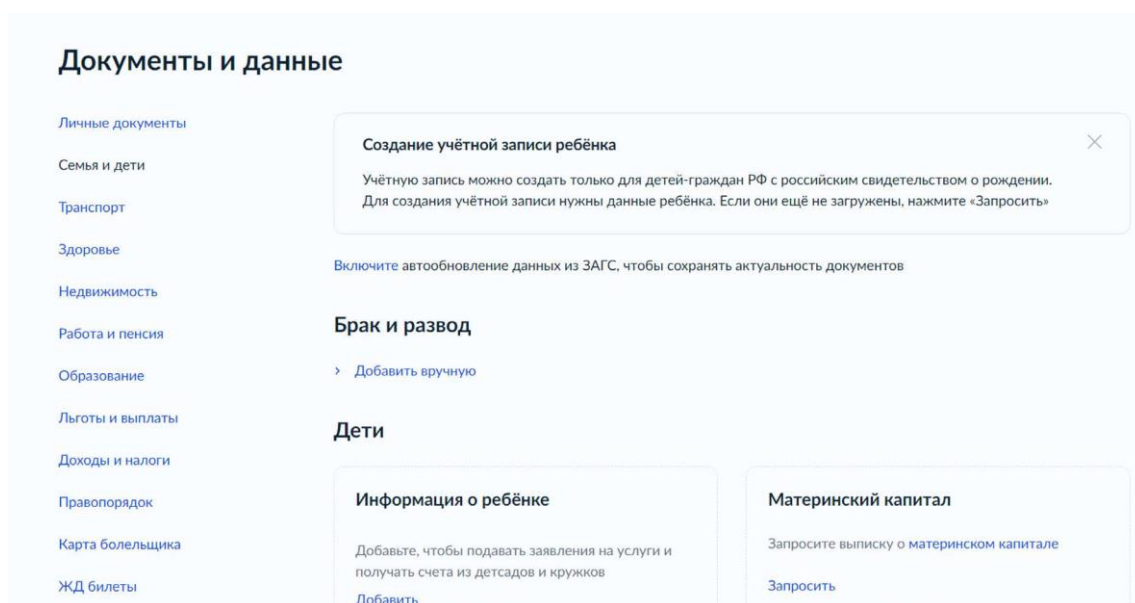 Документы и данные
Личные документы
Семья и дети
Транспорт
Здоровье
Недвижимость
Работа и пенсия
Образование
Льготы и выплаты
Доходы и налоги
Правопорядок
Карта болельщика
ЖД билеты
Создание учётной записи ребёнка
Учётную запись можно создать только для детей-граждан РФ с российским свидетельством о рождении.
Для создания учётной записи нужны данные ребёнка. Если они ещё не загружены, нажмите «Запросить»
Включите автообновление данных из ЗАГС, чтобы сохранять актуальность документов
Брак и развод
Добавить вручную
Дети
Информация о ребёнке
Добавьте, чтобы подавать заявления на услуги и
получать счета из детсадов и кружков
Добавить
Материнский капитал
Запросите выписку о материнском капитале
Запросить